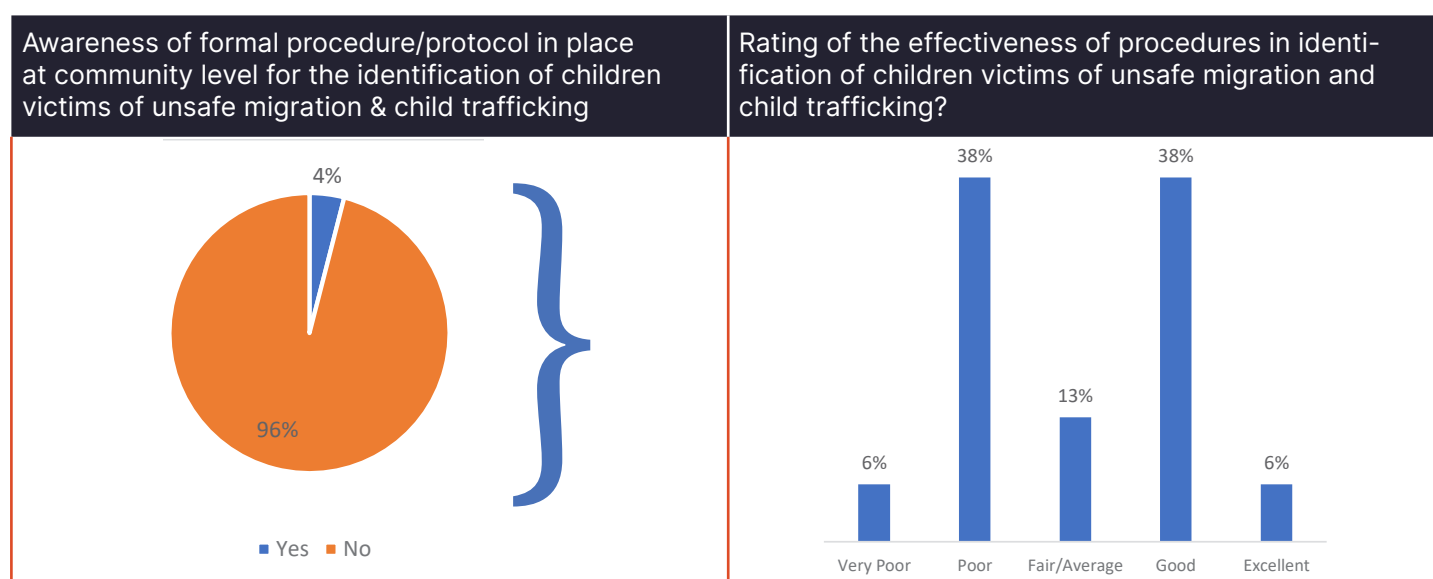 Awareness of formal procedure/protocol in place
at community level for the identification of children
victims of unsafe migration & child trafficking
4%
96%
Yes No
Rating of the effectiveness of procedures in identi-
fication of children victims of unsafe migration and
child trafficking?
38% 38%
13%
6% 6%
Very Poor Poor Fair/Average Good Excellent